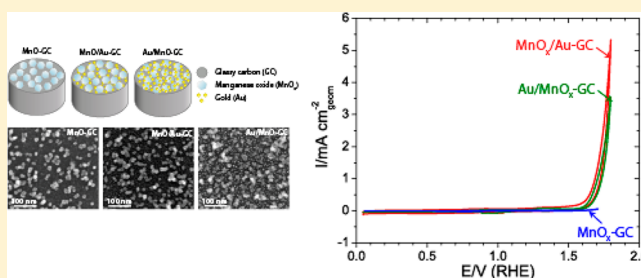 MnO-GC
MnO/Au-GC
Au/MnO-GC
Glassy carbon (GC)
Manganese oxide (MnOx)
Gold (Au)
MnO-GC
MnO/Au-GC
Au/MnO-GC
100 nm
100 nm
100 nm
I/mA cm-2geom
6
5
4
3
2
1
0
-1
MnOx/Au-GC
Au/MnOx-GC
MnOx-GC
0.0
0.5
1.0
1.5
2.
E/V (RHE)